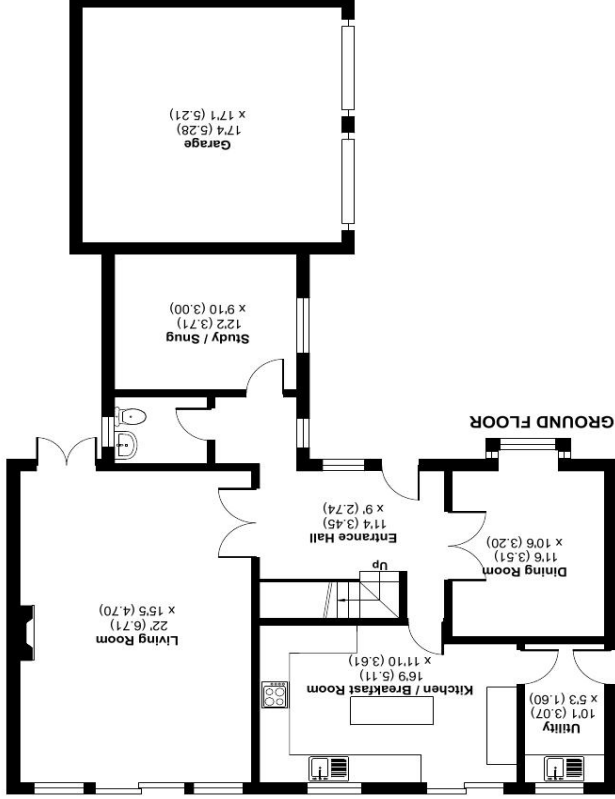 Utility
10'1 (3.07)
x 5'3 (1.60)
Kitchen / Breakfast Room
16'9 (5.11)
x 11'10 (3.61)
Living Room
22' (6.71)
x 15'5 (4.70)
Dining Room
11'6 (3.51)
x 10'6 (3.20)
Up
Entrance Hall
11'4 (3.45)
x 9' (2.74)
GROUND FLOOR
Study / Snug
12'2 (3.71)
x 9'10 (3.00)
Garage
17'4 (5.28)
x 17'1 (5.21)